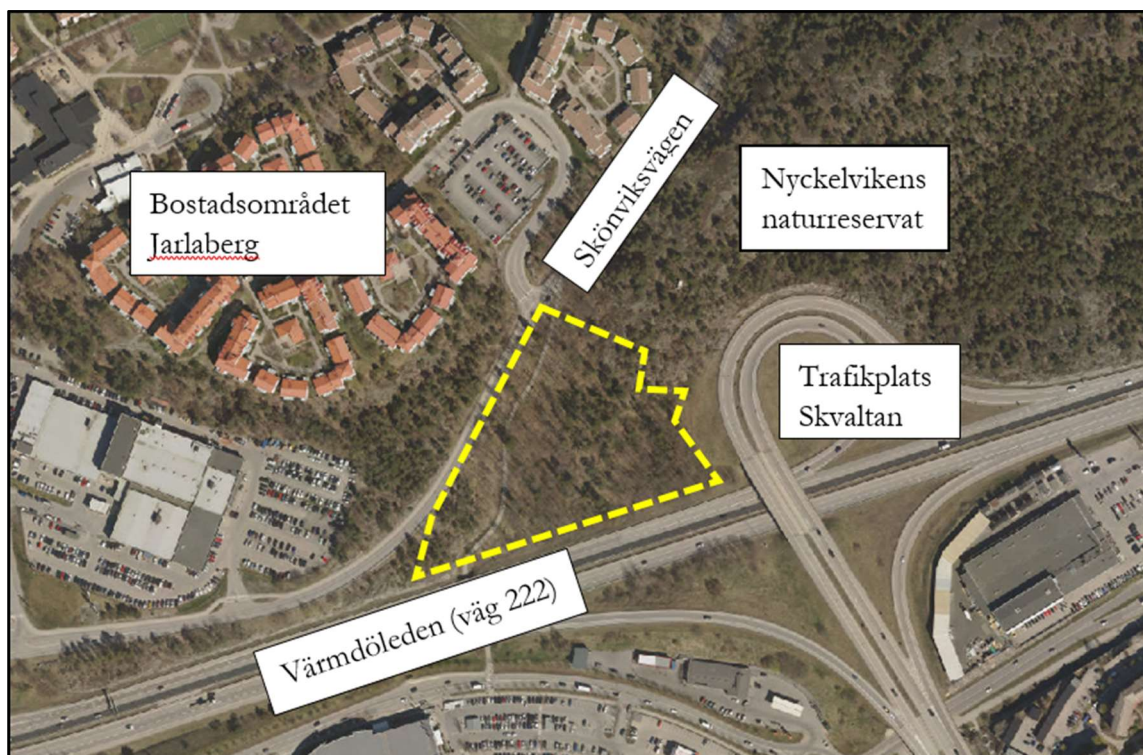 Skönviksvägen
Nyckelvikens
naturreservat
Bostadsområdet
Jarlaberg
Trafikplats
Skvaltan
Värmdöleden (väg 222)